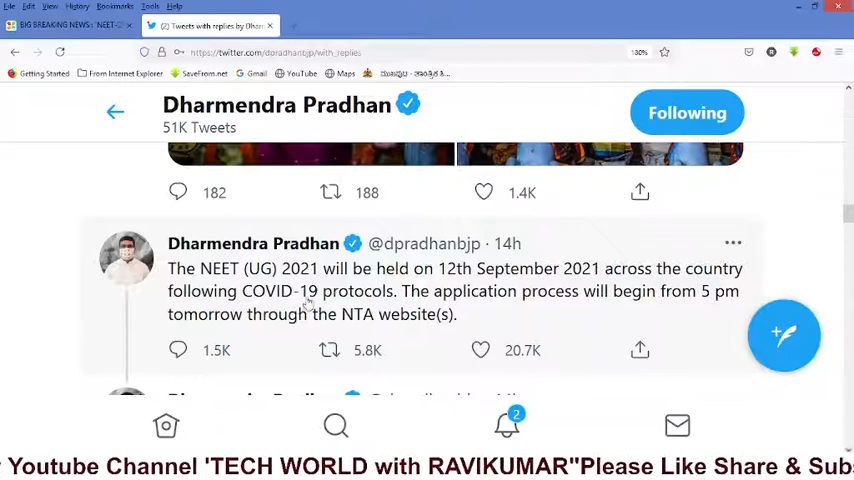 File Edit View History Bookmarks Tools Help
BIG BREAKING NEWS : 'NEET-2
(2) Tweets with replies by Dharm
https://twitter.com/dpradhanbjp/with_replies
130%
Getting Started From Internet Explorer SaveFrom.net Gmail YouTube Maps
Dharmendra Pradhan
51K Tweets
Following
182 188 1.4K
Dharmendra Pradhan @dpradhanbjp · 14h
The NEET (UG) 2021 will be held on 12th September 2021 across the country
following COVID-19 protocols. The application process will begin from 5 pm
tomorrow through the NTA website(s).
1.5K 5.8K 20.7K
2
Youtube Channel 'TECH WORLD with RAVIKUMAR"Please Like Share & Subs